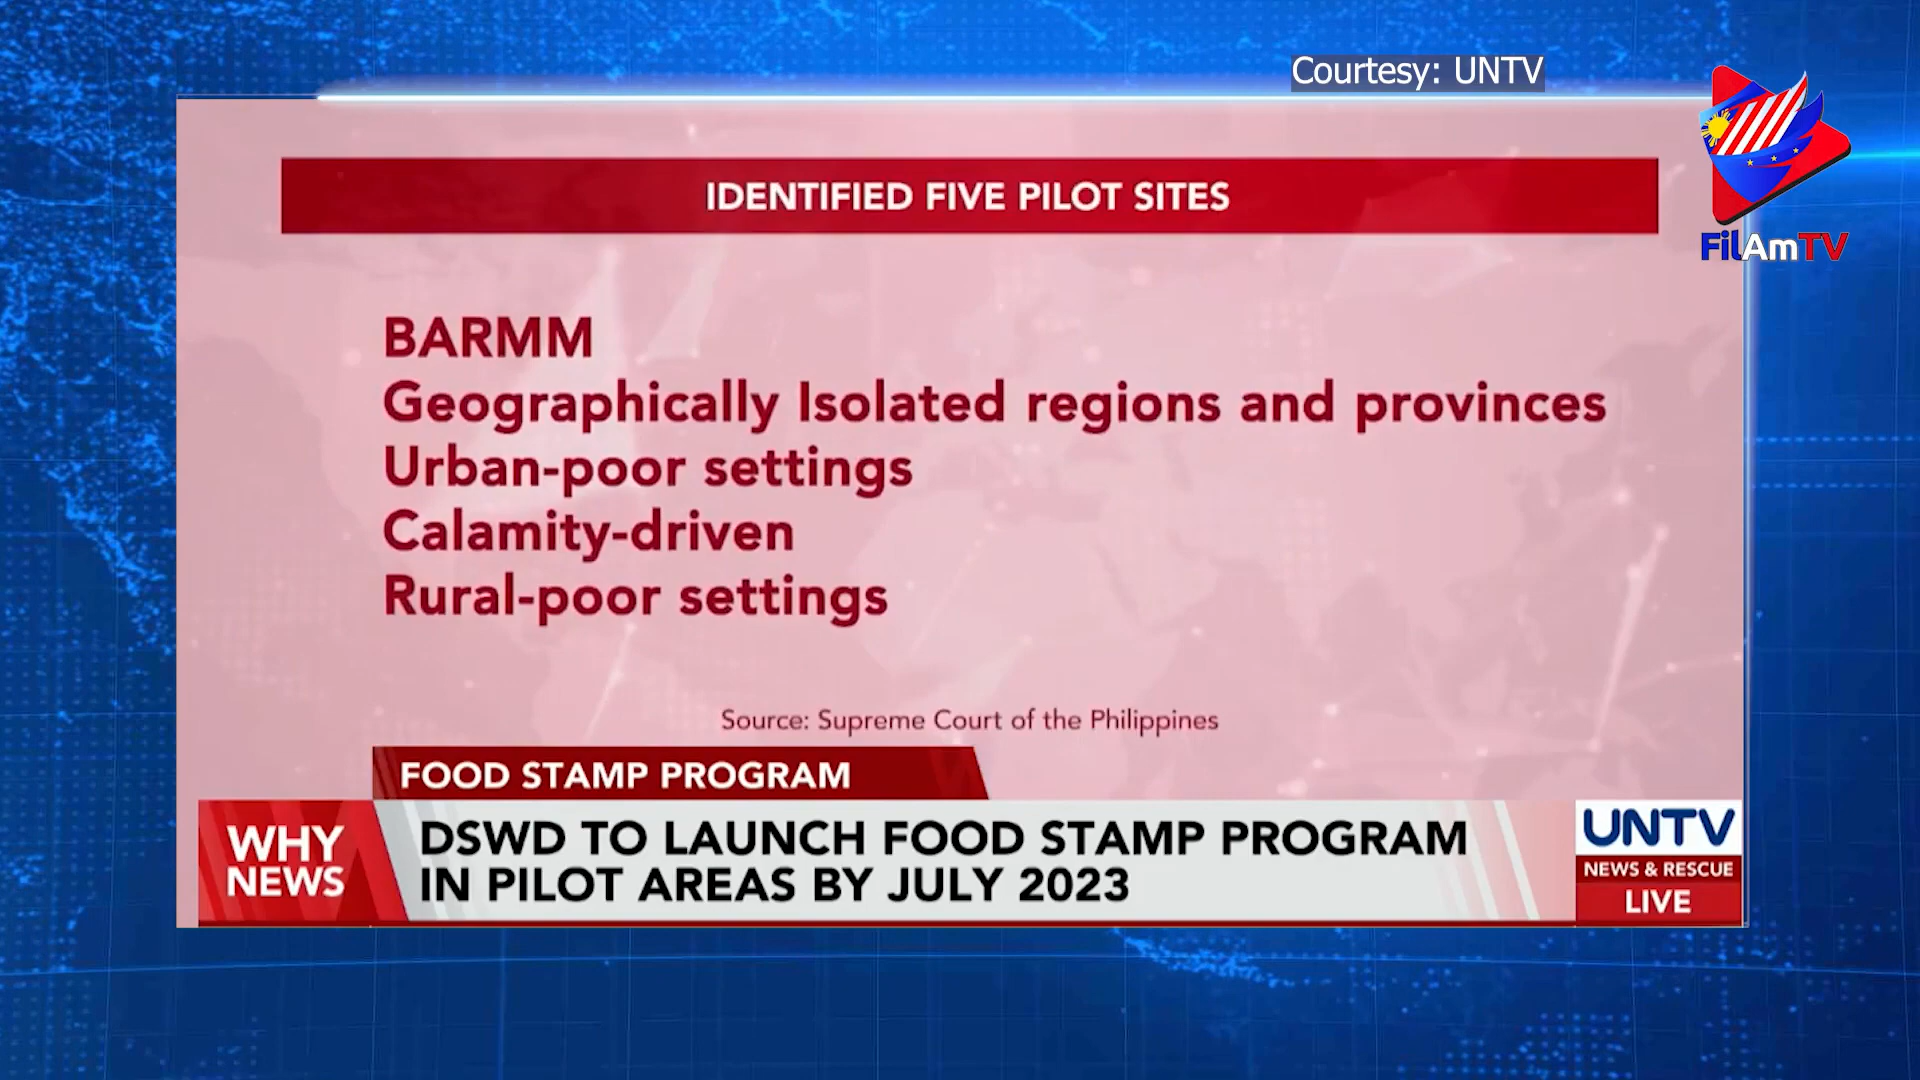 Courtesy: UNTV
FilAmTV
IDENTIFIED FIVE PILOT SITES
BARMM
Geographically Isolated regions and provinces
Urban-poor settings
Calamity-driven
Rural-poor settings
Source: Supreme Court of the Philippines
FOOD STAMP PROGRAM
WHY
NEWS
DSWD TO LAUNCH FOOD STAMP PROGRAM
IN PILOT AREAS BY JULY 2023
UNTV
NEWS & RESCUE
LIVE